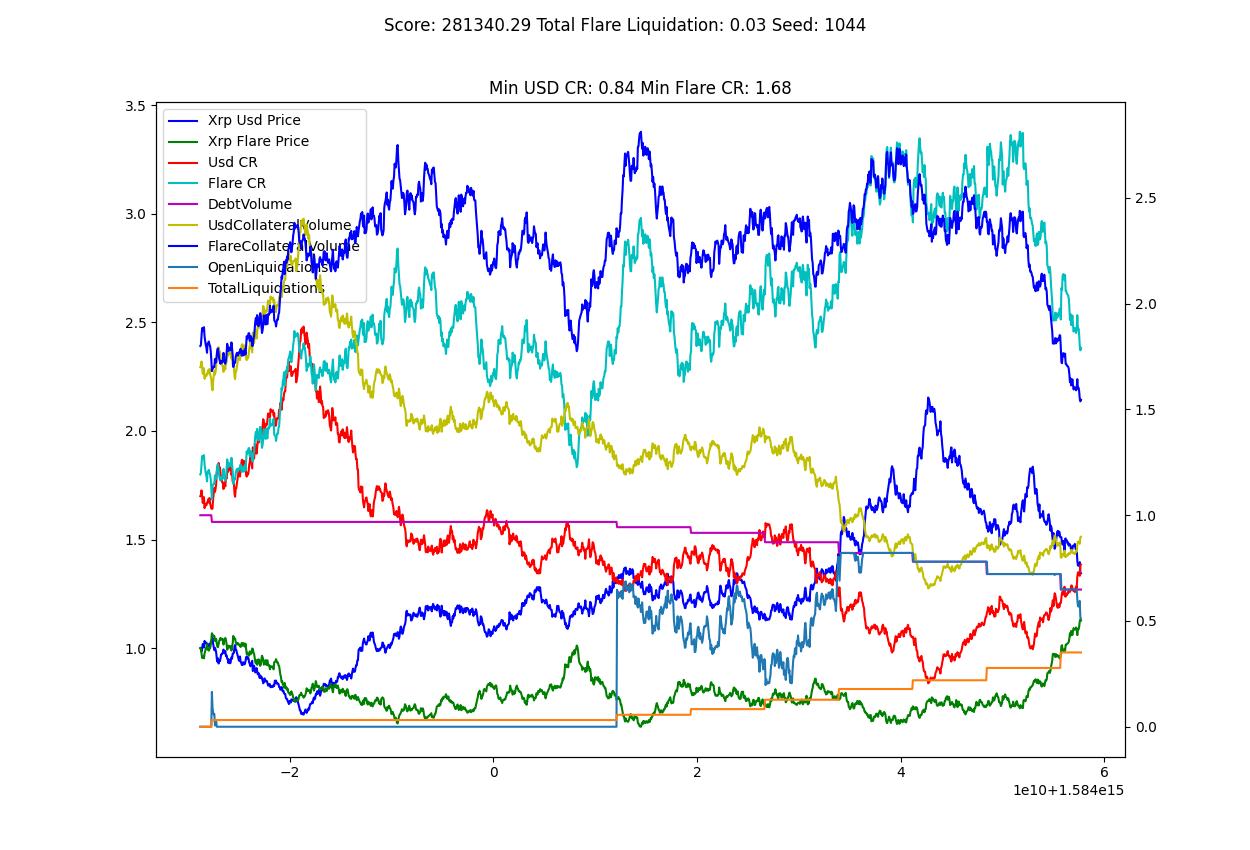 Score: 281340.29 Total Flare Liquidation: 0.03 Seed: 1044
Min USD CR: 0.84 Min Flare CR: 1.68
3.5
3.0
2.5
2.0
1.5
1.0
Xrp Usd Price
Xrp Flare Price
Usd CR
Flare CR
DebtVolume
UsdCollateralVolume
FlareCollateralVolume
OpenLiquidations
TotalLiquidations
2.5
2.0
1.5
1.0
0.5
0.0
−2 0 2 4 6
1e10+1.584e15